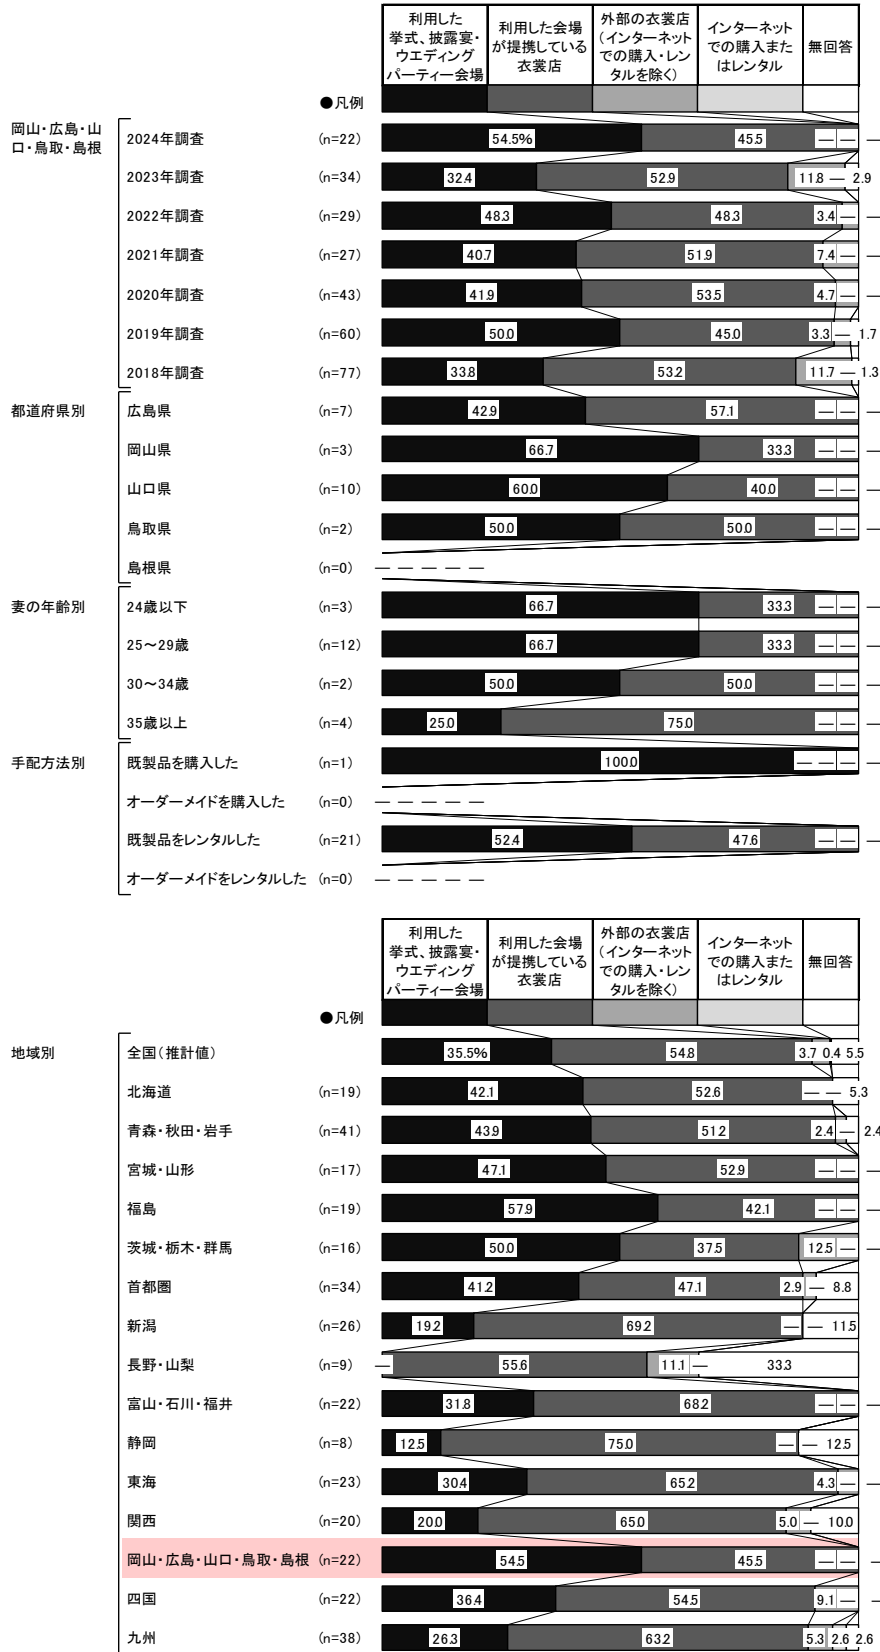 利用した
挙式、披露宴・
ウエディング
パーティー会場
利用した会場
が提携している
衣裳店
外部の衣裳店
(インターネット
での購入・レン
タルを除く)
インターネット
での購入また
はレンタル
無回答
●凡例
岡山・広島・山
口・鳥取・島根
2024年調査 (n=22) 54.5% 45.5 — — —
2023年調査 (n=34) 32.4 52.9 11.8 — 2.9
2022年調査 (n=29) 48.3 48.3 3.4 — —
2021年調査 (n=27) 40.7 51.9 7.4 — —
2020年調査 (n=43) 41.9 53.5 4.7 — —
2019年調査 (n=60) 50.0 45.0 3.3 — 1.7
2018年調査 (n=77) 33.8 53.2 11.7 — 1.3
都道府県別 広島県 (n=7) 42.9 57.1 — — —
岡山県 (n=3) 66.7 33.3 — — —
山口県 (n=10) 60.0 40.0 — — —
鳥取県 (n=2) 50.0 50.0 — — —
島根県 (n=0) — — — — —
妻の年齢別 24歳以下 (n=3) 66.7 33.3 — — —
25～29歳 (n=12) 66.7 33.3 — — —
30～34歳 (n=2) 50.0 50.0 — — —
35歳以上 (n=4) 25.0 75.0 — — —
手配方法別 既製品を購入した (n=1) 100.0 — — — —
オーダーメイドを購入した (n=0) — — — — —
既製品をレンタルした (n=21) 52.4 47.6 — — —
オーダーメイドをレンタルした (n=0) — — — — —
利用した
挙式、披露宴・
ウエディング
パーティー会場
利用した会場
が提携している
衣裳店
外部の衣裳店
(インターネット
での購入・レン
タルを除く)
インターネット
での購入また
はレンタル
無回答
●凡例
地域別 全国(推計値) 35.5% 54.8 3.7 0.4 5.5
北海道 (n=19) 42.1 52.6 — — 5.3
青森・秋田・岩手 (n=41) 43.9 51.2 2.4 — 2.4
宮城・山形 (n=17) 47.1 52.9 — — —
福島 (n=19) 57.9 42.1 — — —
茨城・栃木・群馬 (n=16) 50.0 37.5 12.5 — —
首都圏 (n=34) 41.2 47.1 2.9 — 8.8
新潟 (n=26) 19.2 69.2 — — 11.5
長野・山梨 (n=9) — 55.6 11.1 — 33.3
富山・石川・福井 (n=22) 31.8 68.2 — — —
静岡 (n=8) 12.5 75.0 — — 12.5
東海 (n=23) 30.4 65.2 4.3 — —
関西 (n=20) 20.0 65.0 5.0 — 10.0
岡山・広島・山口・鳥取・島根 (n=22) 54.5 45.5 — — —
四国 (n=22) 36.4 54.5 9.1 — —
九州 (n=38) 26.3 63.2 5.3 2.6 2.6